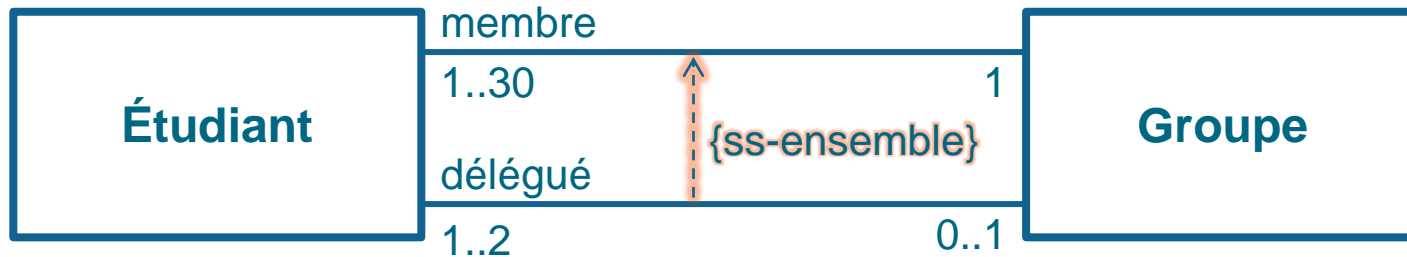 membre
1..30
1
Étudiant
{ss-ensemble}
Groupe
délégué
1..2
0..1